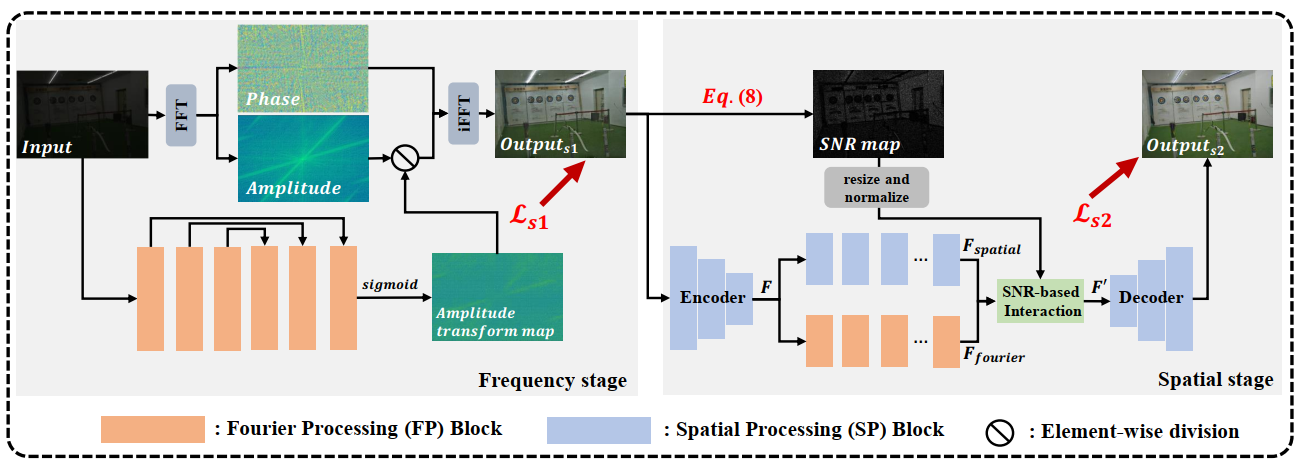 Input
FFT
Phase
Amplitude
iFFT
Output_{s1}
\mathcal{L}_{s1}
sigmoid
Amplitude
transform map
Frequency stage
Eq. (8)
SNR map
resize and
normalize
Encoder
F
F_{spatial}
F_{fourier}
SNR-based
Interaction
F'
Decoder
Output_{s2}
\mathcal{L}_{s2}
Spatial stage
: Fourier Processing (FP) Block
: Spatial Processing (SP) Block
: Element-wise division